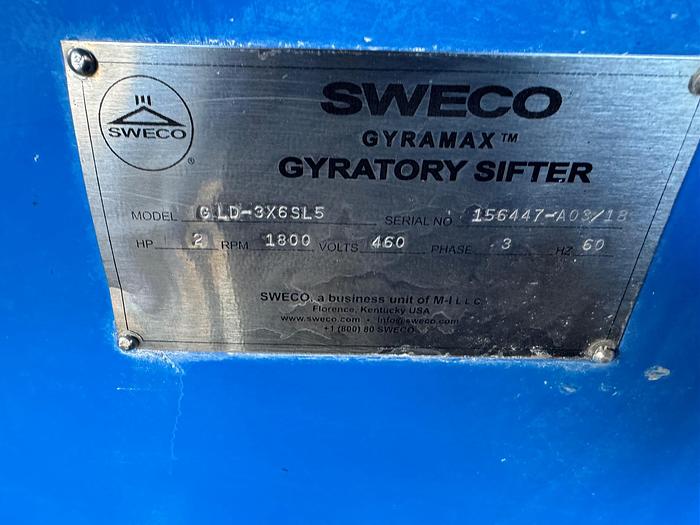 SWECO
®
SWECO
GYRAMAX™
GYRATORY SIFTER
MODEL G LD-3X6SL5 SERIAL NO. 156447-A03/18
HP 2 RPM 1800 VOLTS 460 PHASE 3 HZ 60
SWECO, a business unit of M-I L.L.C.
Florence, Kentucky USA
www.sweco.com • info@sweco.com
+1 (800) 80 SWECO